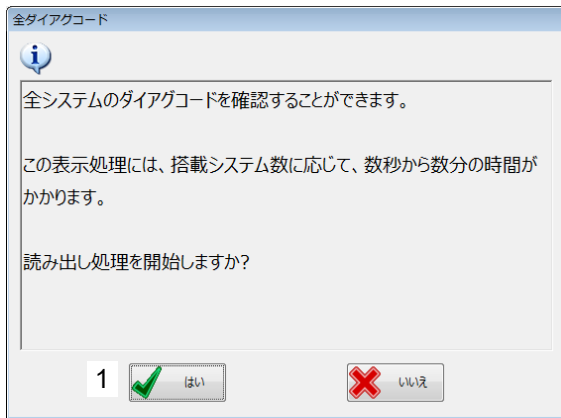 全ダイアグコード
全システムのダイアグコードを確認することができます。
この表示処理には、搭載システム数に応じて、数秒から数分の時間が
かかります。
読み出し処理を開始しますか?
1 はい いいえ